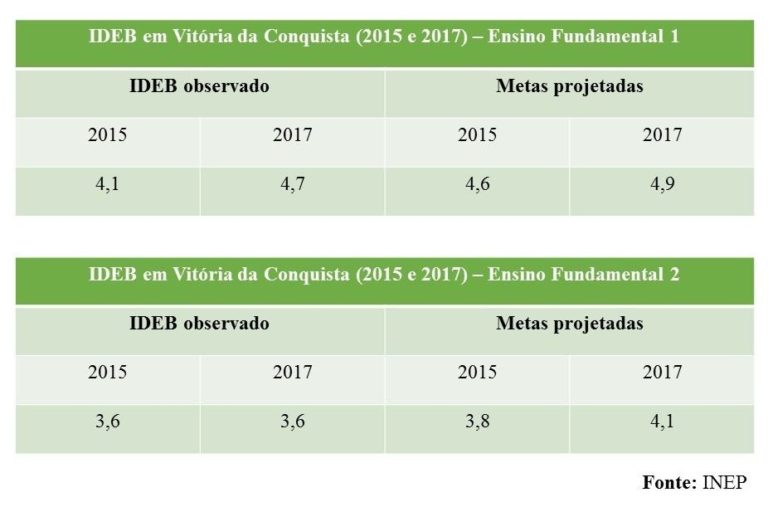 IDEB em Vitória da Conquista (2015 e 2017) – Ensino Fundamental 1
IDEB observado Metas projetadas
2015 2017 2015 2017
4,1 4,7 4,6 4,9
IDEB em Vitória da Conquista (2015 e 2017) – Ensino Fundamental 2
IDEB observado Metas projetadas
2015 2017 2015 2017
3,6 3,6 3,8 4,1
Fonte: INEP